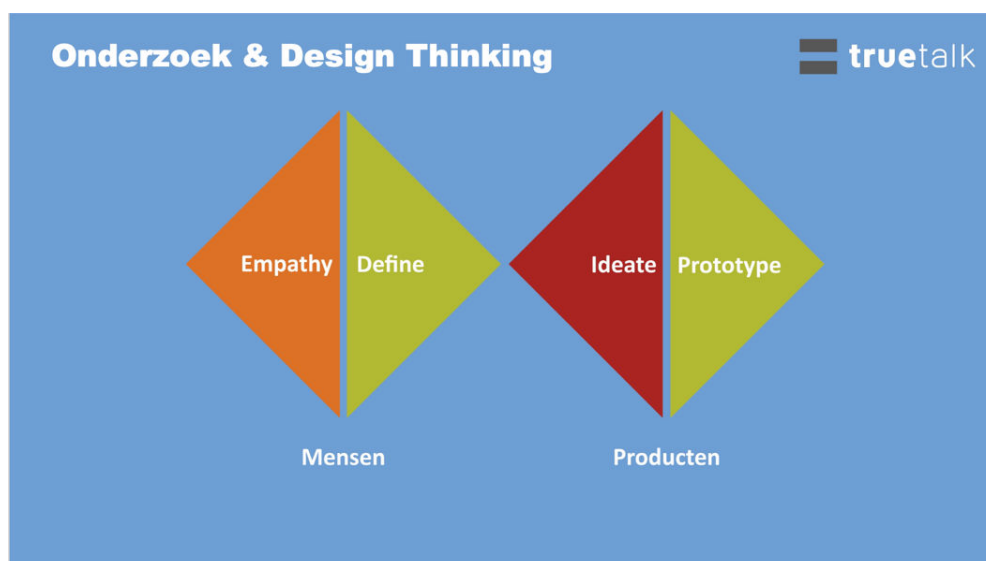 Onderzoek & Design Thinking
truetalk
Empathy
Define
Ideate
Prototype
Mensen
Producten